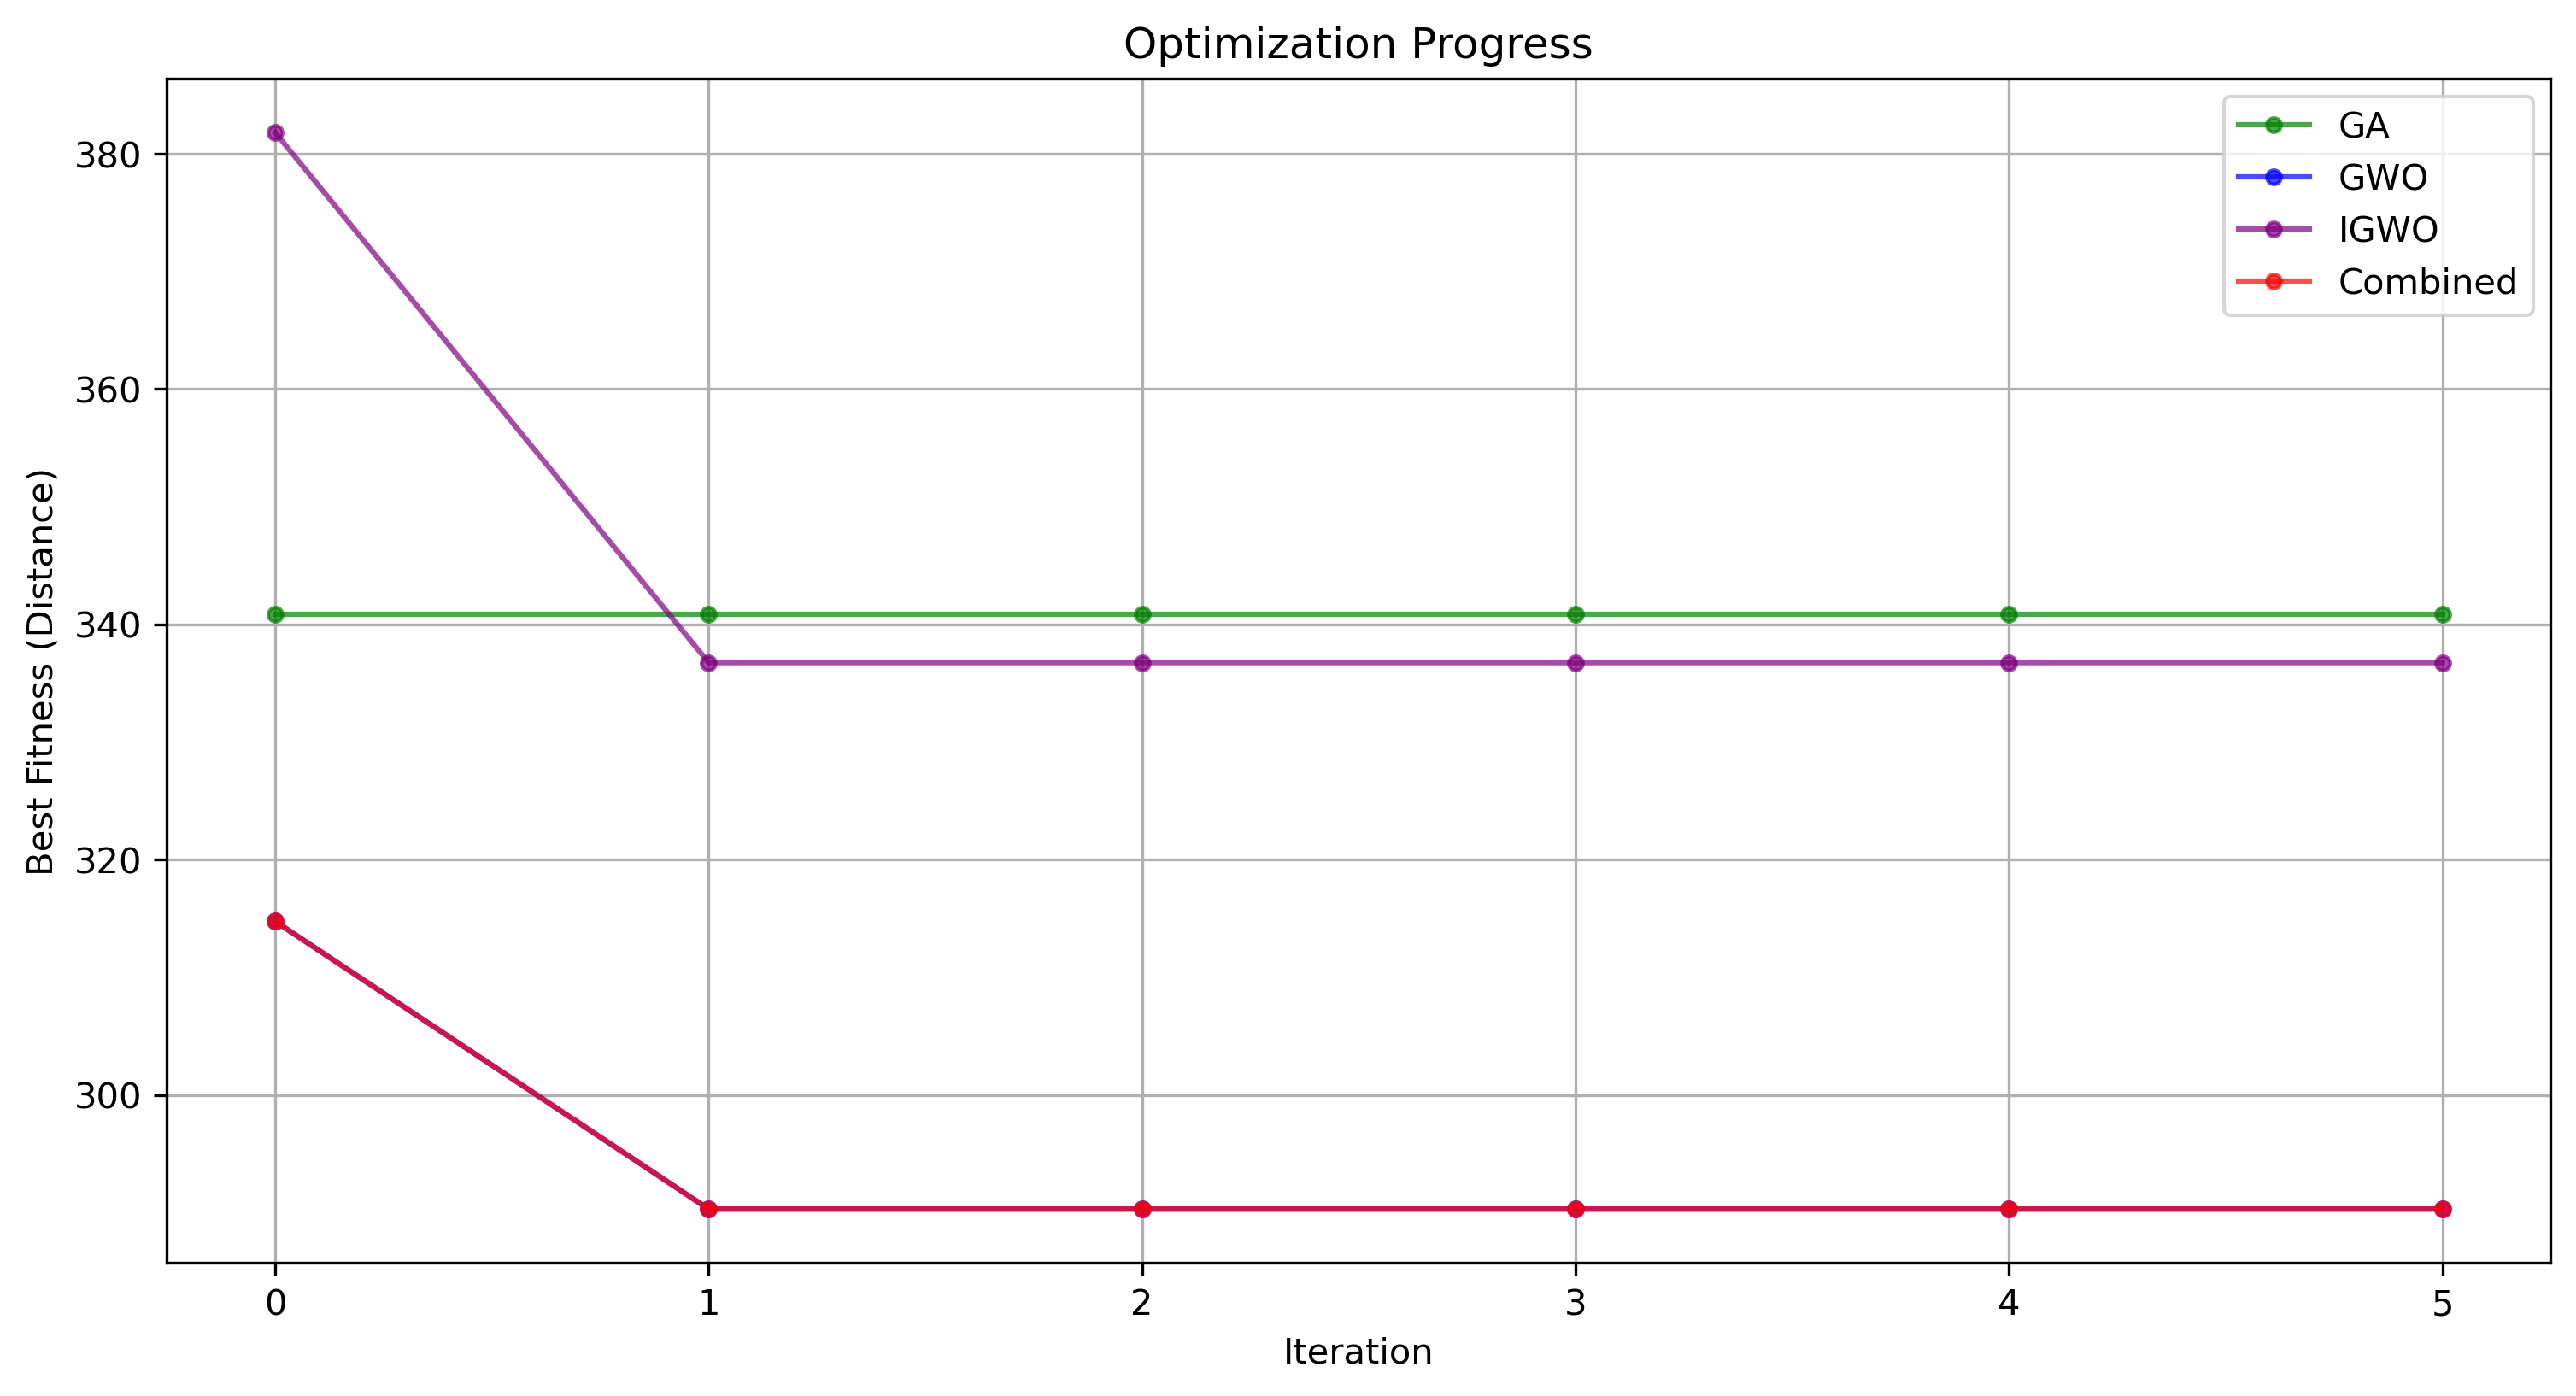 Optimization Progress
GA
GWO
IGWO
Combined
Best Fitness (Distance)
380
360
340
320
300
0 1 2 3 4 5
Iteration